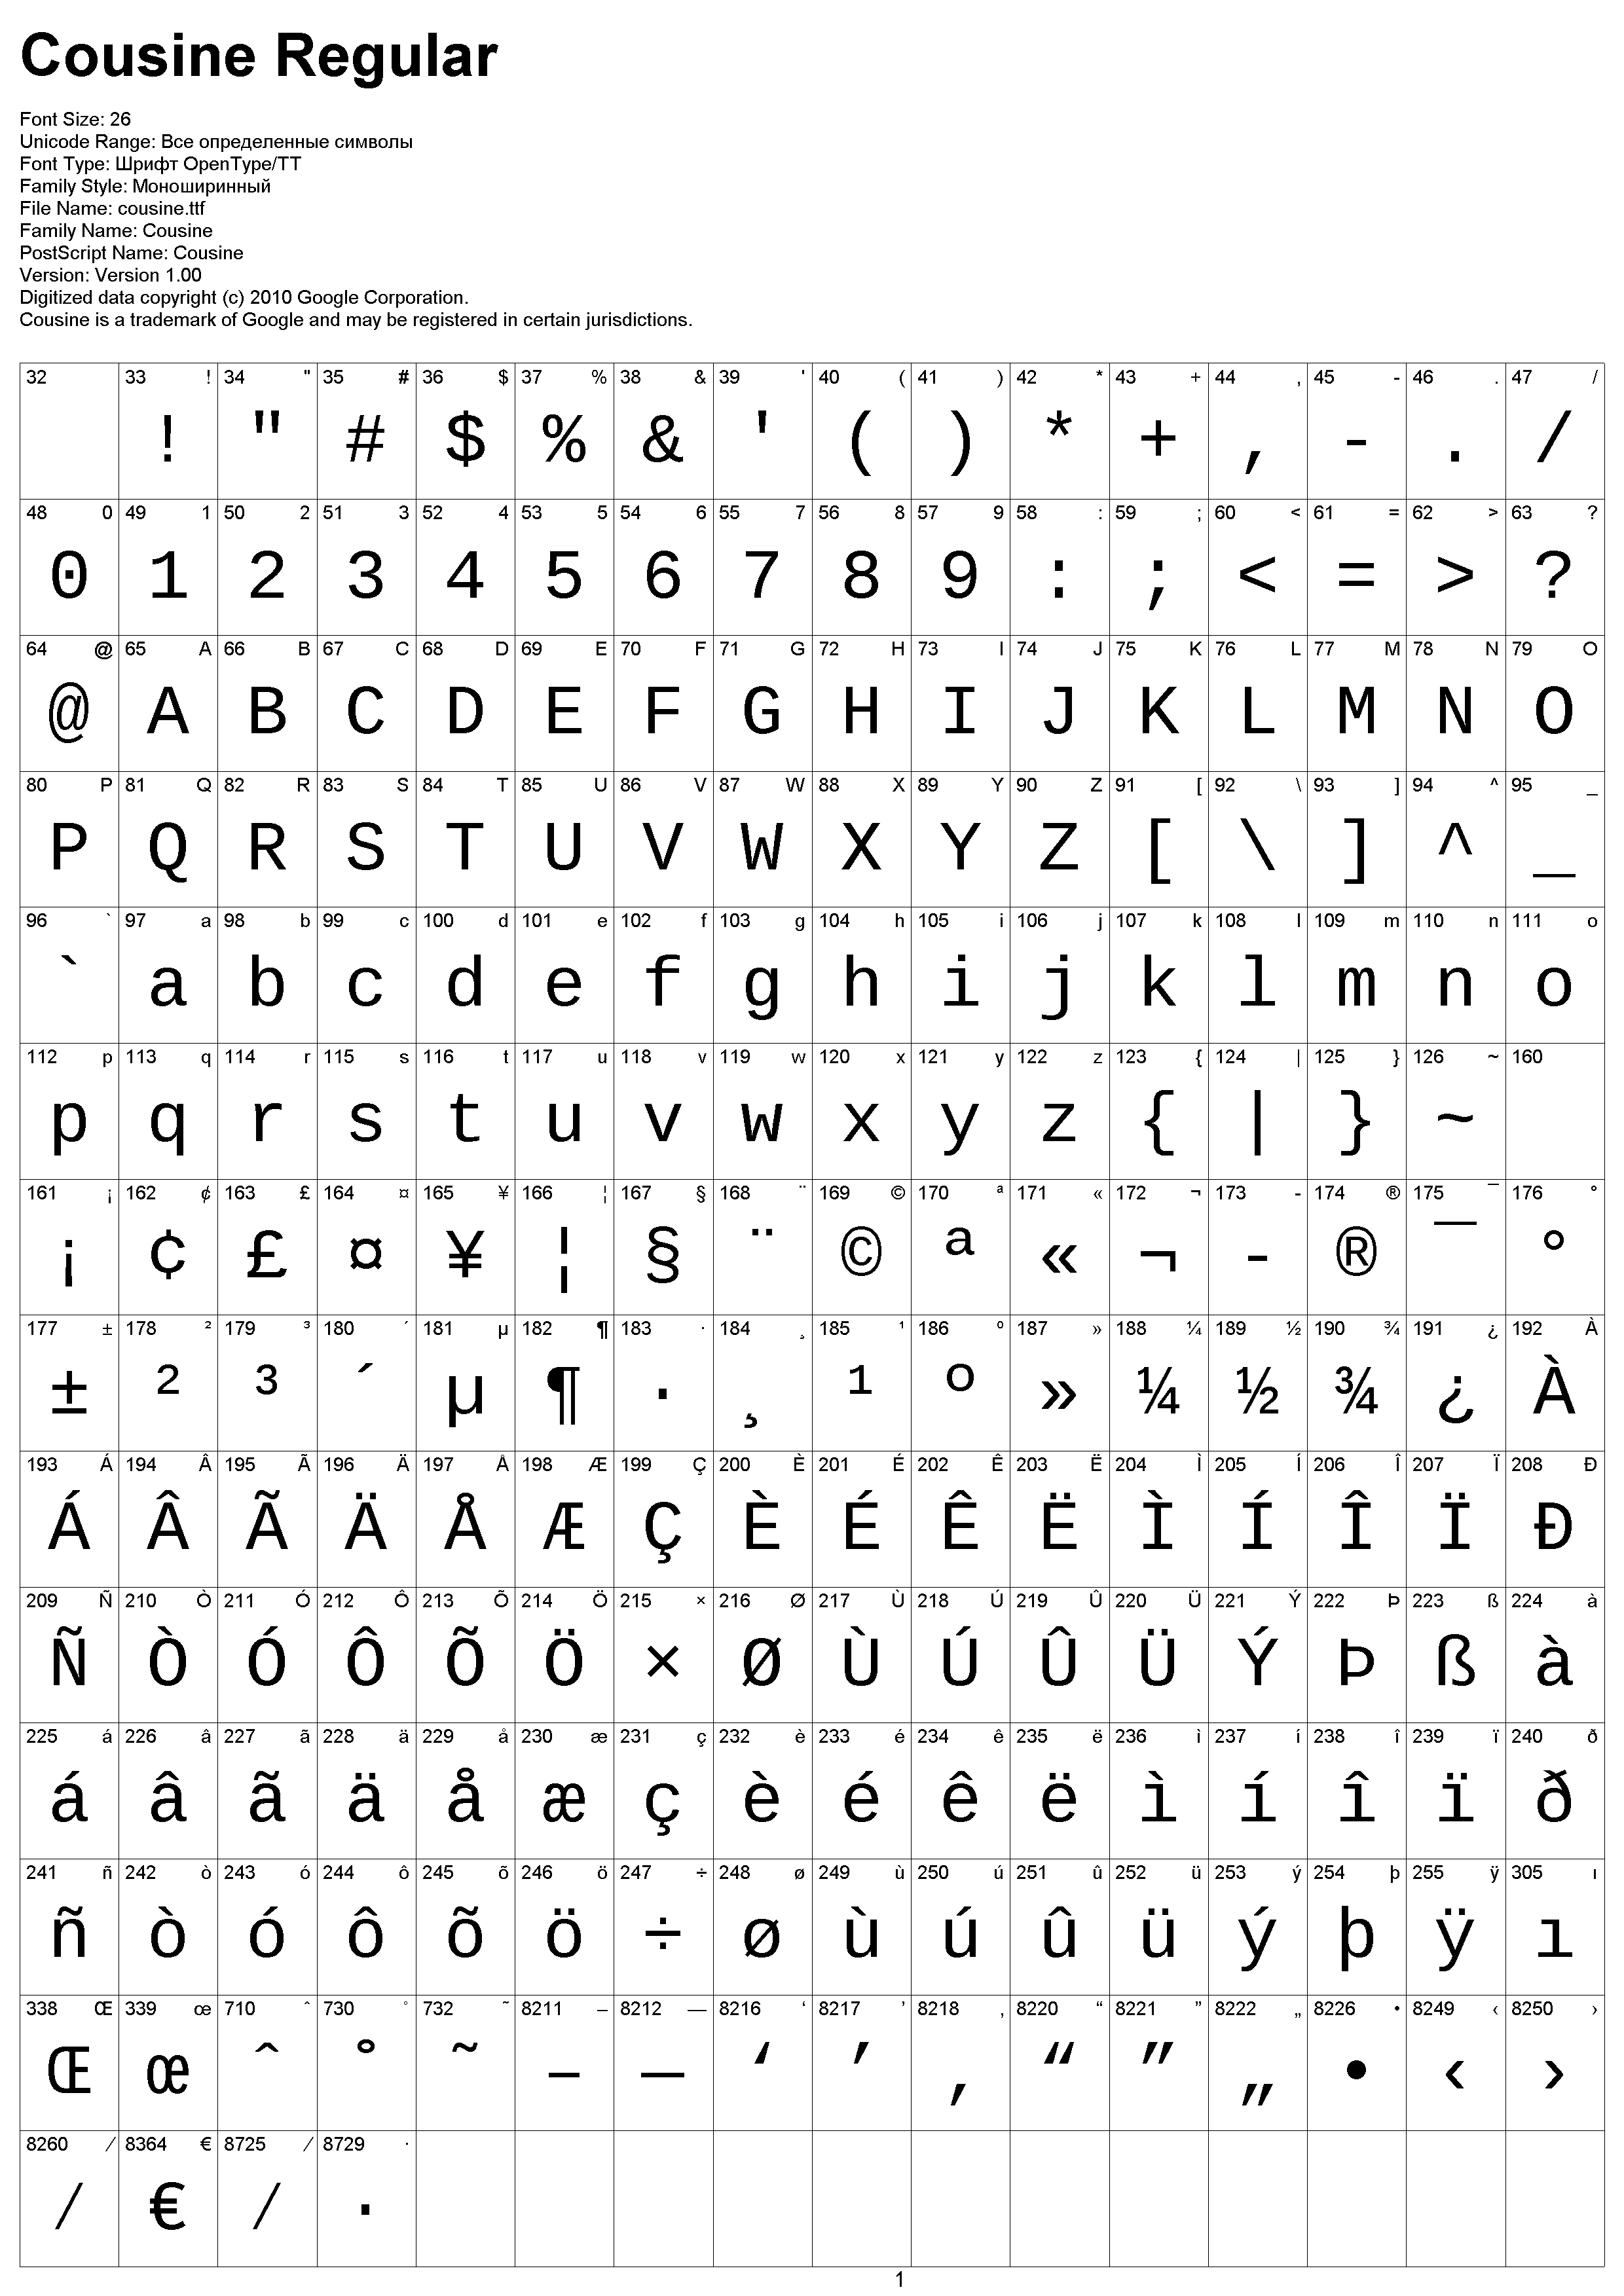 Cousine Regular
Font Size: 26
Unicode Range: Все определенные символы
Font Type: Шрифт OpenType/TT
Family Style: Моноширинный
File Name: cousine.ttf
Family Name: Cousine
PostScript Name: Cousine
Version: Version 1.00
Digitized data copyright (c) 2010 Google Corporation.
Cousine is a trademark of Google and may be registered in certain jurisdictions.
32 33 ! 34 " 35 # 36 $ 37 % 38 & 39 ' 40 ( 41 ) 42 * 43 + 44 , 45 - 46 . 47 /
! " # $ % & ' ( ) * + , - . /
48 0 49 1 50 2 51 3 52 4 53 5 54 6 55 7 56 8 57 9 58 : 59 ; 60 < 61 = 62 > 63 ?
0 1 2 3 4 5 6 7 8 9 : ; < = > ?
64 @ 65 A 66 B 67 C 68 D 69 E 70 F 71 G 72 H 73 I 74 J 75 K 76 L 77 M 78 N 79 O
@ A B C D E F G H I J K L M N O
80 P 81 Q 82 R 83 S 84 T 85 U 86 V 87 W 88 X 89 Y 90 Z 91 [ 92 \ 93 ] 94 ^ 95 _
P Q R S T U V W X Y Z [ \ ] ^ _
96 ` 97 a 98 b 99 c 100 d 101 e 102 f 103 g 104 h 105 i 106 j 107 k 108 l 109 m 110 n 111 o
` a b c d e f g h i j k l m n o
112 p 113 q 114 r 115 s 116 t 117 u 118 v 119 w 120 x 121 y 122 z 123 { 124 | 125 } 126 ~ 160
p q r s t u v w x y z { | } ~
161 ¡ 162 ¢ 163 £ 164 ¤ 165 ¥ 166 ¦ 167 § 168 ¨ 169 © 170 ª 171 « 172 ¬ 173 - 174 ® 175 ¯ 176 °
¡ ¢ £ ¤ ¥ ¦ § ¨ © ª « ¬ - ® ¯ °
177 ± 178 ² 179 ³ 180 ´ 181 µ 182 ¶ 183 · 184 ¸ 185 ¹ 186 º 187 » 188 ¼ 189 ½ 190 ¾ 191 ¿ 192 À
± ² ³ ´ µ ¶ · ¸ ¹ º » ¼ ½ ¾ ¿ À
193 Á 194 Â 195 Ã 196 Ä 197 Å 198 Æ 199 Ç 200 È 201 É 202 Ê 203 Ë 204 Ì 205 Í 206 Î 207 Ï 208 Ð
Á Â Ã Ä Å Æ Ç È É Ê Ë Ì Í Î Ï Ð
209 Ñ 210 Ò 211 Ó 212 Ô 213 Õ 214 Ö 215 × 216 Ø 217 Ù 218 Ú 219 Û 220 Ü 221 Ý 222 Þ 223 ß 224 à
Ñ Ò Ó Ô Õ Ö × Ø Ù Ú Û Ü Ý Þ ß à
225 á 226 â 227 ã 228 ä 229 å 230 æ 231 ç 232 è 233 é 234 ê 235 ë 236 ì 237 í 238 î 239 ï 240 ð
á â ã ä å æ ç è é ê ë ì í î ï ð
241 ñ 242 ò 243 ó 244 ô 245 õ 246 ö 247 ÷ 248 ø 249 ù 250 ú 251 û 252 ü 253 ý 254 þ 255 ÿ 305 ı
ñ ò ó ô õ ö ÷ ø ù ú û ü ý þ ÿ ı
338 Œ 339 œ 710 ˆ 730 ˚ 732 ˜ 8211 – 8212 — 8216 ‘ 8217 ’ 8218 ‚ 8220 “ 8221 ” 8222 „ 8226 • 8249 ‹ 8250 ›
Œ œ ˆ ˚ ˜ – — ‘ ’ ‚ “ ” „ • ‹ ›
8260 ⁄ 8364 € 8725 ∕ 8729 ∙
⁄ € ∕ ∙
1